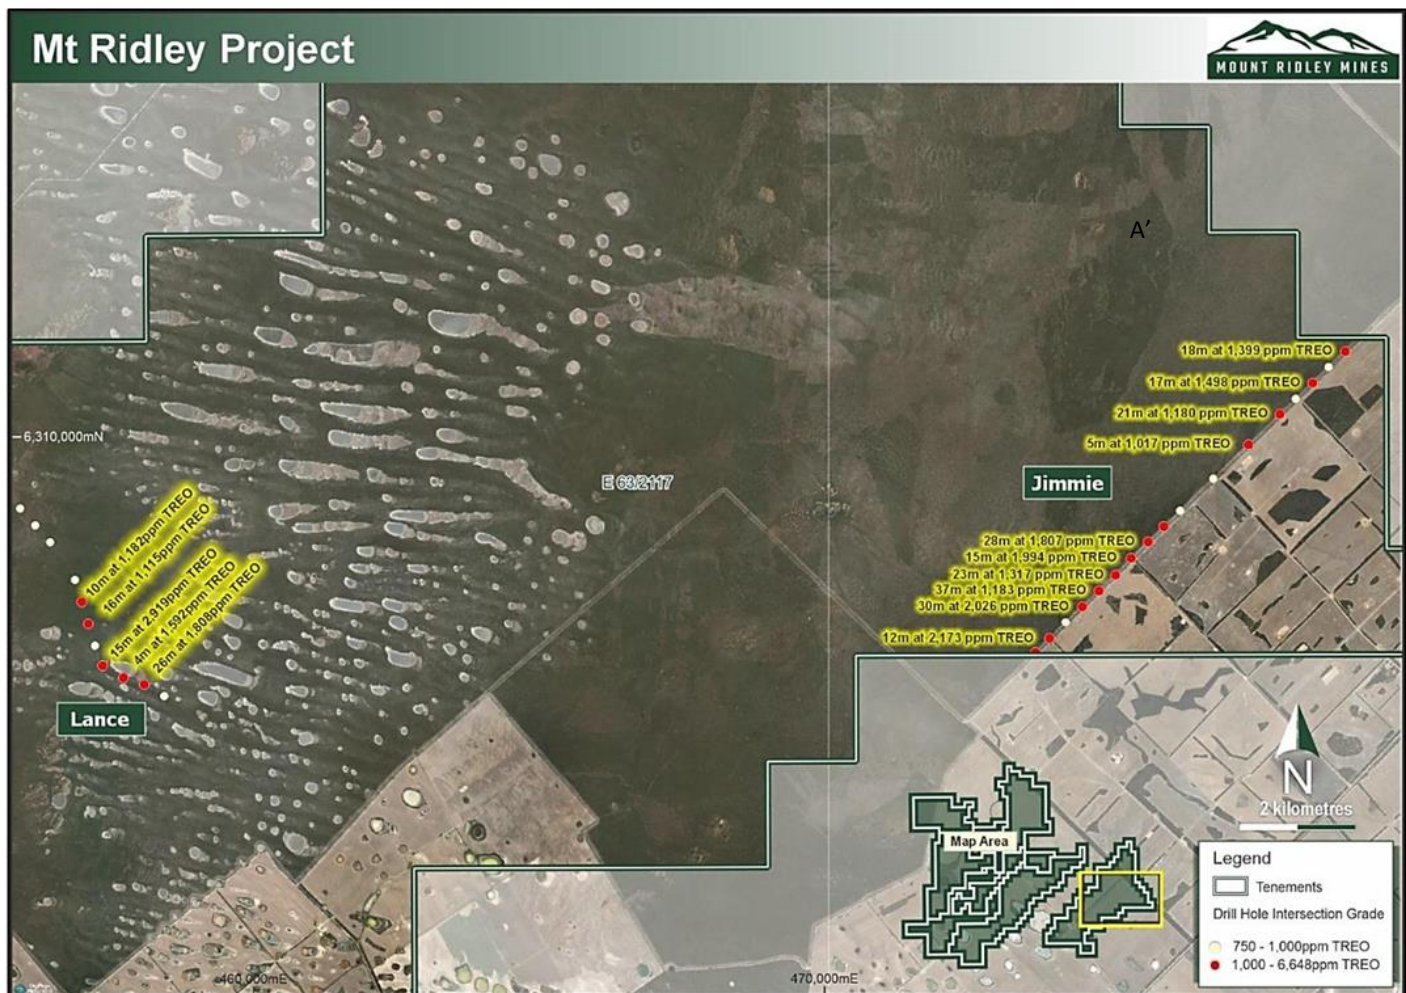 Mt Ridley Project
MOUNT RIDLEY MINES
A’
18m at 1,399 ppm TREO
17m at 1,498 ppm TREO
21m at 1,180 ppm TREO
5m at 1,017 ppm TREO
6,310,000mN
E 63/2117
Jimmie
10m at 1,182ppm TREO
16m at 1,115ppm TREO
15m at 2,919ppm TREO
4m at 1,592ppm TREO
26m at 1,808ppm TREO
28m at 1,807 ppm TREO
15m at 1,994 ppm TREO
23m at 1,317 ppm TREO
37m at 1,183 ppm TREO
30m at 2,026 ppm TREO
12m at 2,173 ppm TREO
Lance
N
2 kilometres
Map Area
Legend
Tenements
Drill Hole Intersection Grade
750 - 1,000ppm TREO
1,000 - 6,648ppm TREO
460,000mE
470,000mE